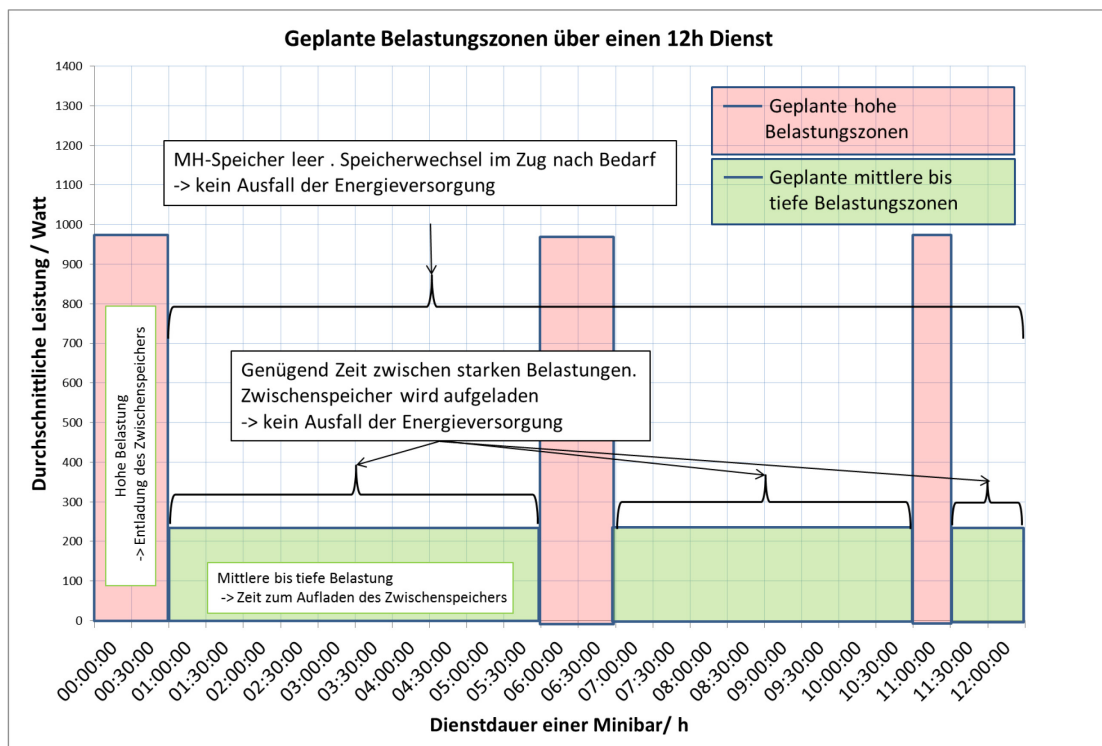 Geplante Belastungszonen über einen 12h Dienst
Durchschnittliche Leistung / Watt
1400
1300
1200
1100
1000
900
800
700
600
500
400
300
200
100
0
Geplante hohe
Belastungszonen
Geplante mittlere bis
tiefe Belastungszonen
MH-Speicher leer . Speicherwechsel im Zug nach Bedarf
-> kein Ausfall der Energieversorgung
Genügend Zeit zwischen starken Belastungen.
Zwischenspeicher wird aufgeladen
-> kein Ausfall der Energieversorgung
Hohe Belastung
-> Entladung des Zwischenspeichers
Mittlere bis tiefe Belastung
-> Zeit zum Aufladen des Zwischenspeichers
00:00:00
00:30:00
01:00:00
01:30:00
02:00:00
02:30:00
03:00:00
03:30:00
04:00:00
04:30:00
05:00:00
05:30:00
06:00:00
06:30:00
07:00:00
07:30:00
08:00:00
08:30:00
09:00:00
09:30:00
10:00:00
10:30:00
11:00:00
11:30:00
12:00:00
Dienstdauer einer Minibar/ h